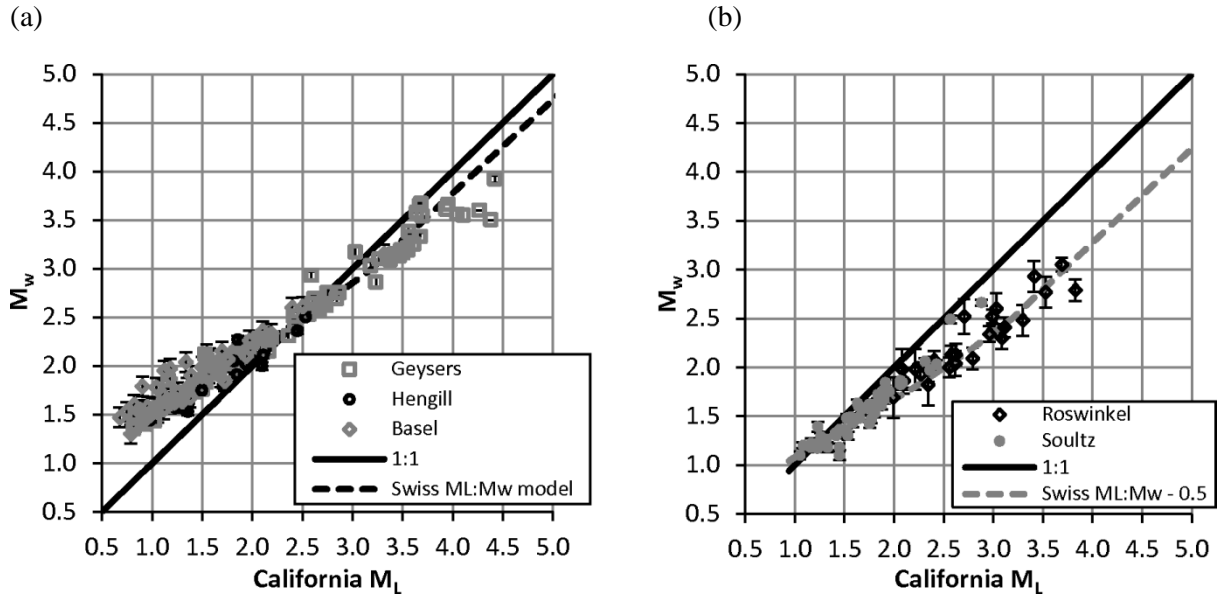 (a)
5.0
4.5
4.0
3.5
3.0
2.5
2.0
1.5
1.0
0.5
Mw
0.5 1.0 1.5 2.0 2.5 3.0 3.5 4.0 4.5 5.0
California ML
Geysers
Hengill
Basel
1:1
Swiss ML:Mw model
(b)
5.0
4.5
4.0
3.5
3.0
2.5
2.0
1.5
1.0
0.5
Mw
0.5 1.0 1.5 2.0 2.5 3.0 3.5 4.0 4.5 5.0
California ML
Roswinkel
Soultz
1:1
Swiss ML:Mw - 0.5